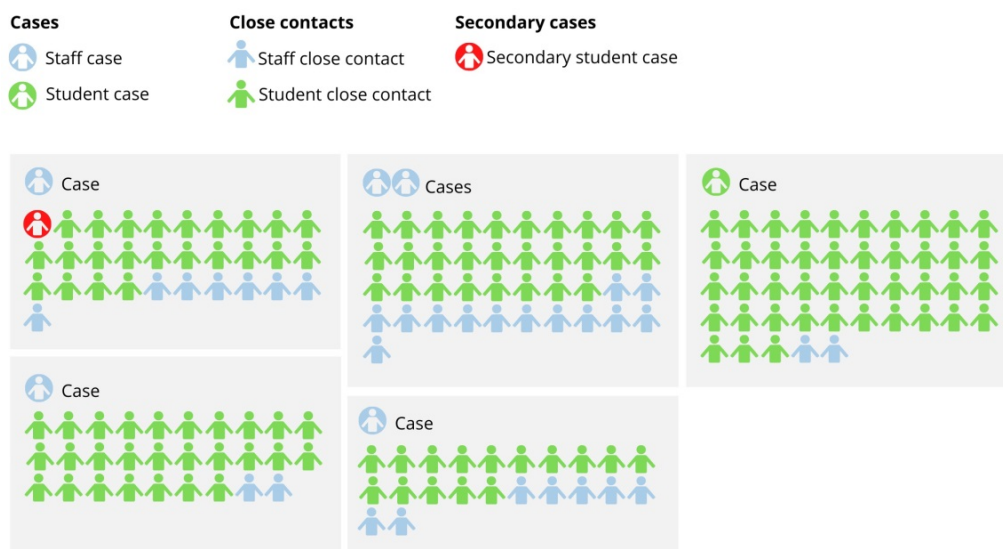 Cases
Close contacts
Secondary cases
Staff case
Staff close contact
Secondary student case
Student case
Student close contact
Case
Cases
Case
Case
Case